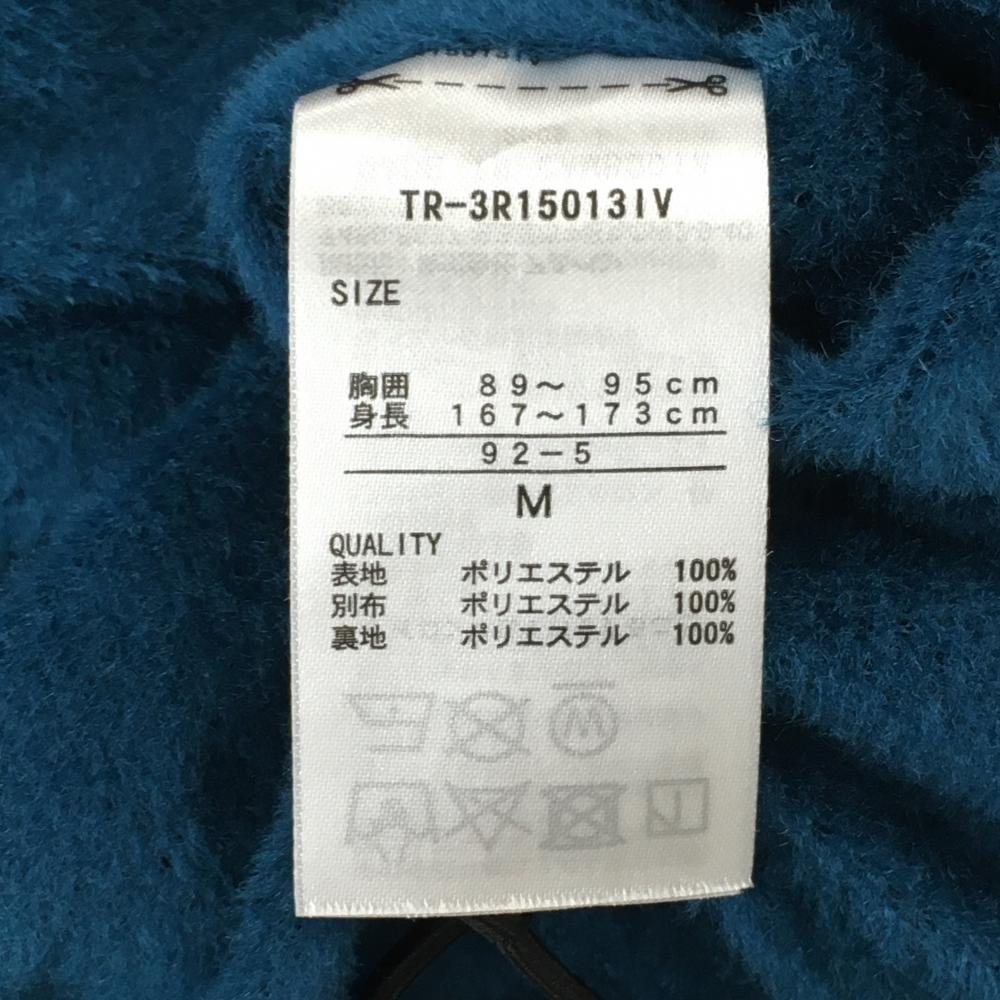 TR-3R15013IV
SIZE
胸囲 89～ 95cm
身長 167～173cm
92-5
M
QUALITY
表地 ポリエステル 100%
別布 ポリエステル 100%
裏地 ポリエステル 100%